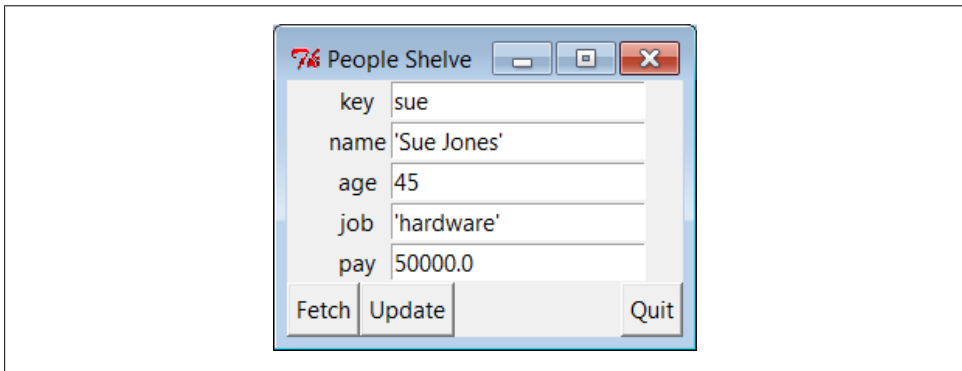 People Shelve
key sue
name 'Sue Jones'
age 45
job 'hardware'
pay 50000.0
Fetch Update Quit